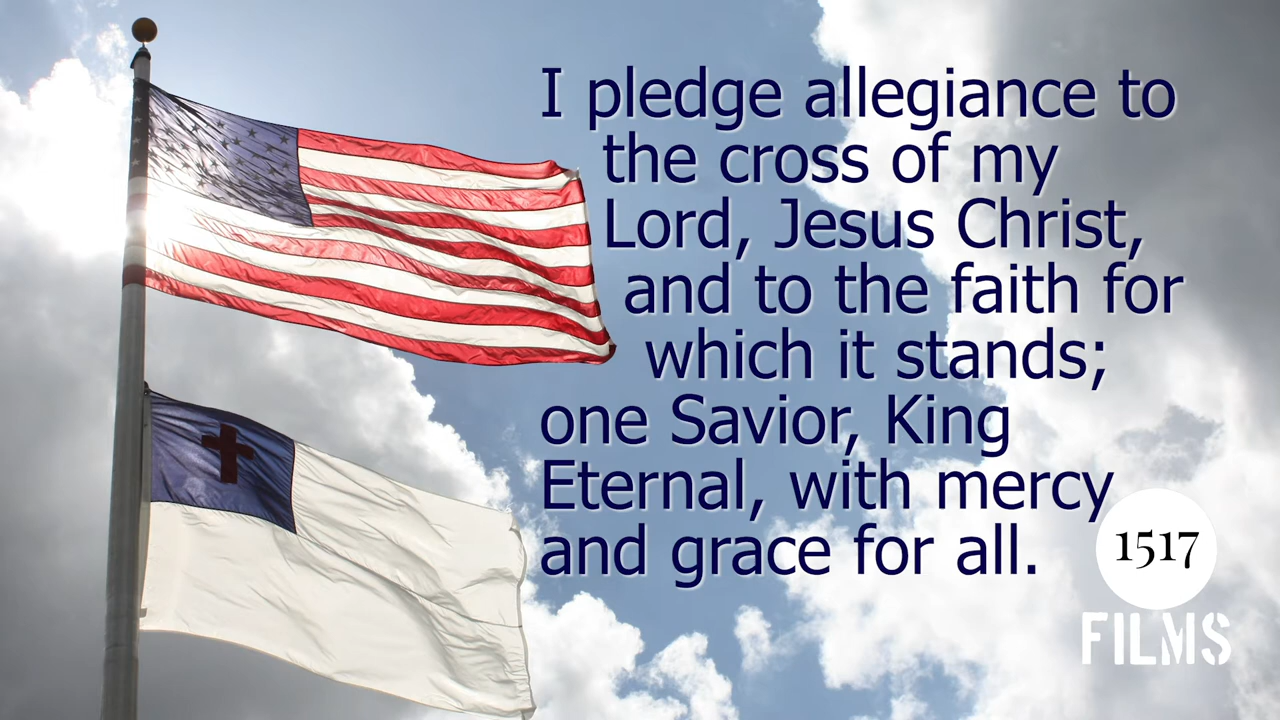 I pledge allegiance to
the cross of my
Lord, Jesus Christ,
and to the faith for
which it stands;
one Savior, King
Eternal, with mercy
and grace for all.
1517
FILMS